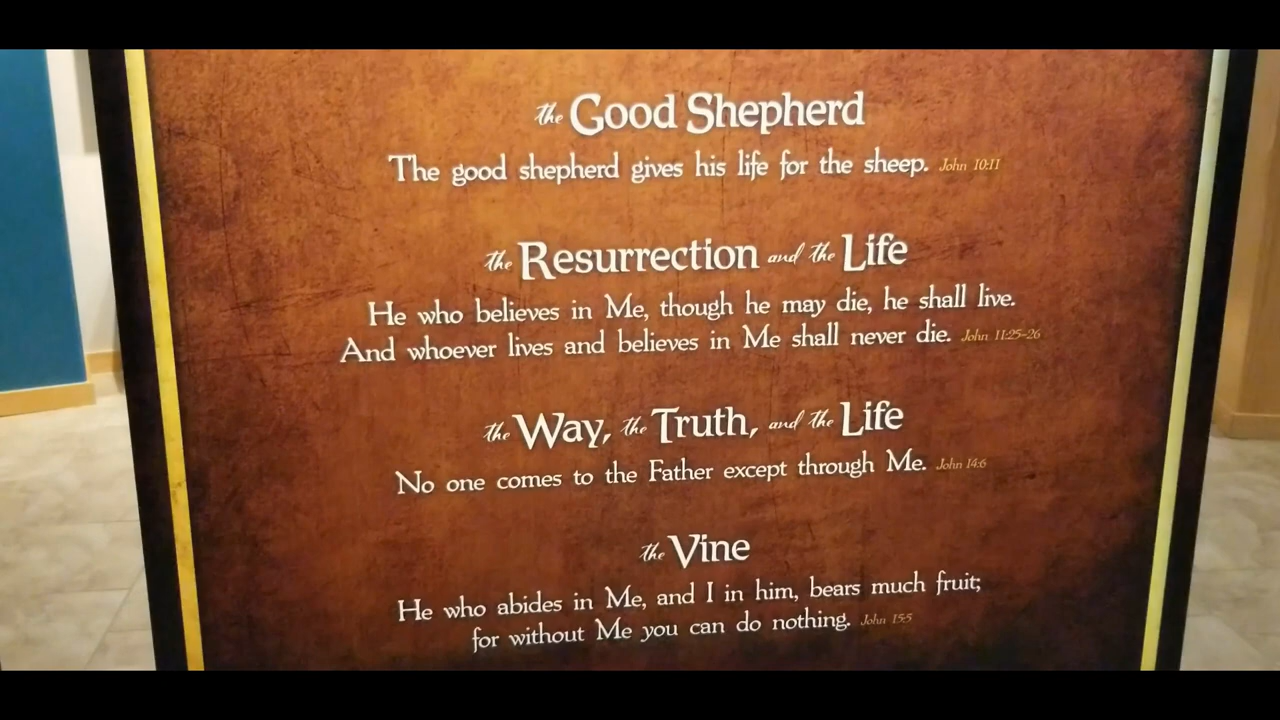 the Good Shepherd
The good shepherd gives his life for the sheep. John 10:11
the Resurrection and the Life
He who believes in Me, though he may die, he shall live.
And whoever lives and believes in Me shall never die. John 11:25-26
the Way, the Truth, and the Life
No one comes to the Father except through Me. John 14:6
the Vine
He who abides in Me, and I in him, bears much fruit;
for without Me you can do nothing. John 15:5